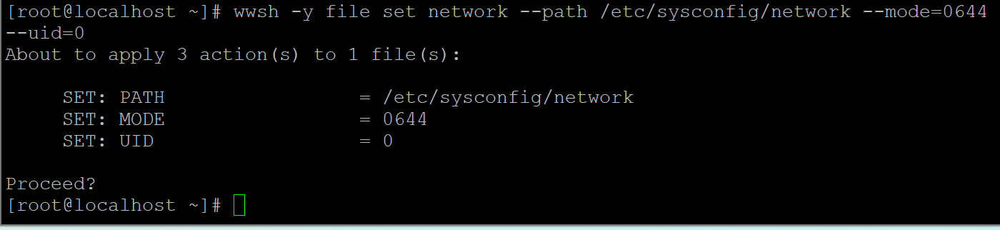 [root@localhost ~]# wwsh -y file set network --path /etc/sysconfig/network --mode=0644
--uid=0
About to apply 3 action(s) to 1 file(s):
SET: PATH = /etc/sysconfig/network
SET: MODE = 0644
SET: UID = 0
Proceed?
[root@localhost ~]#